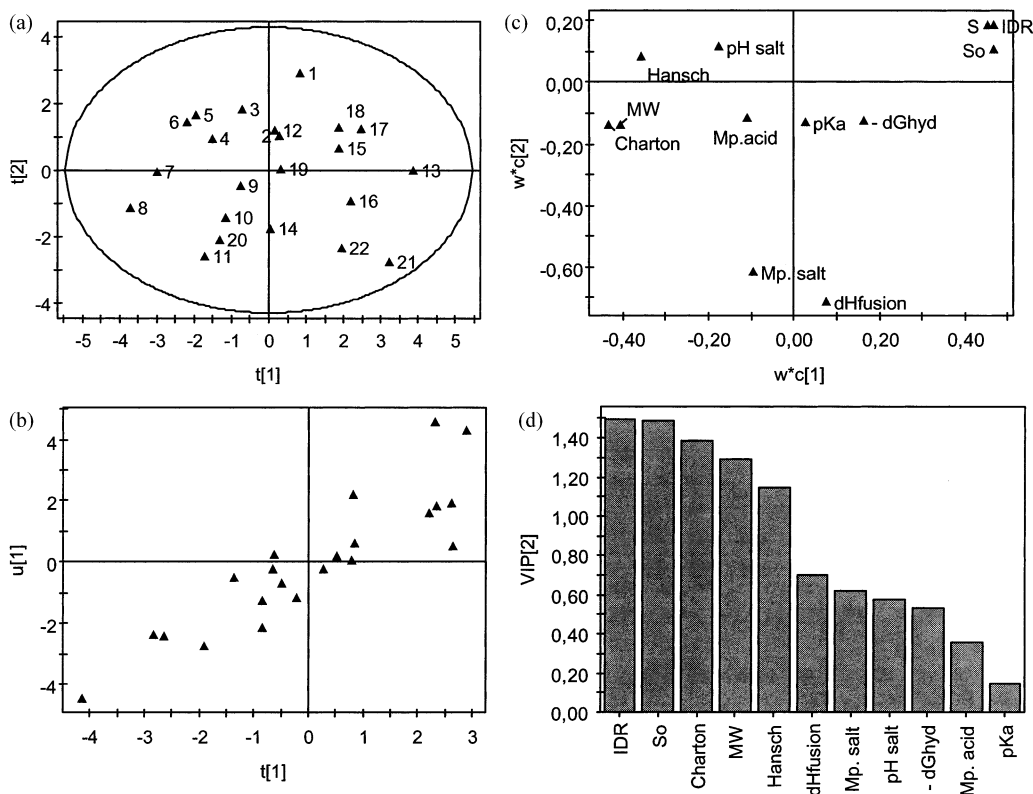 (a)
4
2
0
-2
-4
t[2]
1
3
5
6
4
2
12
18
17
15
7
19
13
9
8
16
10
20
14
11
22
21
-5 -4 -3 -2 -1 0 1 2 3 4 5
t[1]
(c)
0,20
0,00
-0,20
-0,40
-0,60
w*c[2]
S
IDR
So
pH salt
Hansch
MW
Charton
Mp.acid
pKa
- dGhyd
Mp. salt
dHfusion
-0,40 -0,20 0,00 0,20 0,40
w*c[1]
(b)
4
2
0
-2
-4
u[1]
-4 -3 -2 -1 0 1 2 3
t[1]
(d)
1,40
1,20
1,00
0,80
0,60
0,40
0,20
0,00
VIP[2]
IDR
So
Charton
MW
Hansch
dHfusion
Mp. salt
pH salt
- dGhyd
Mp. acid
pKa